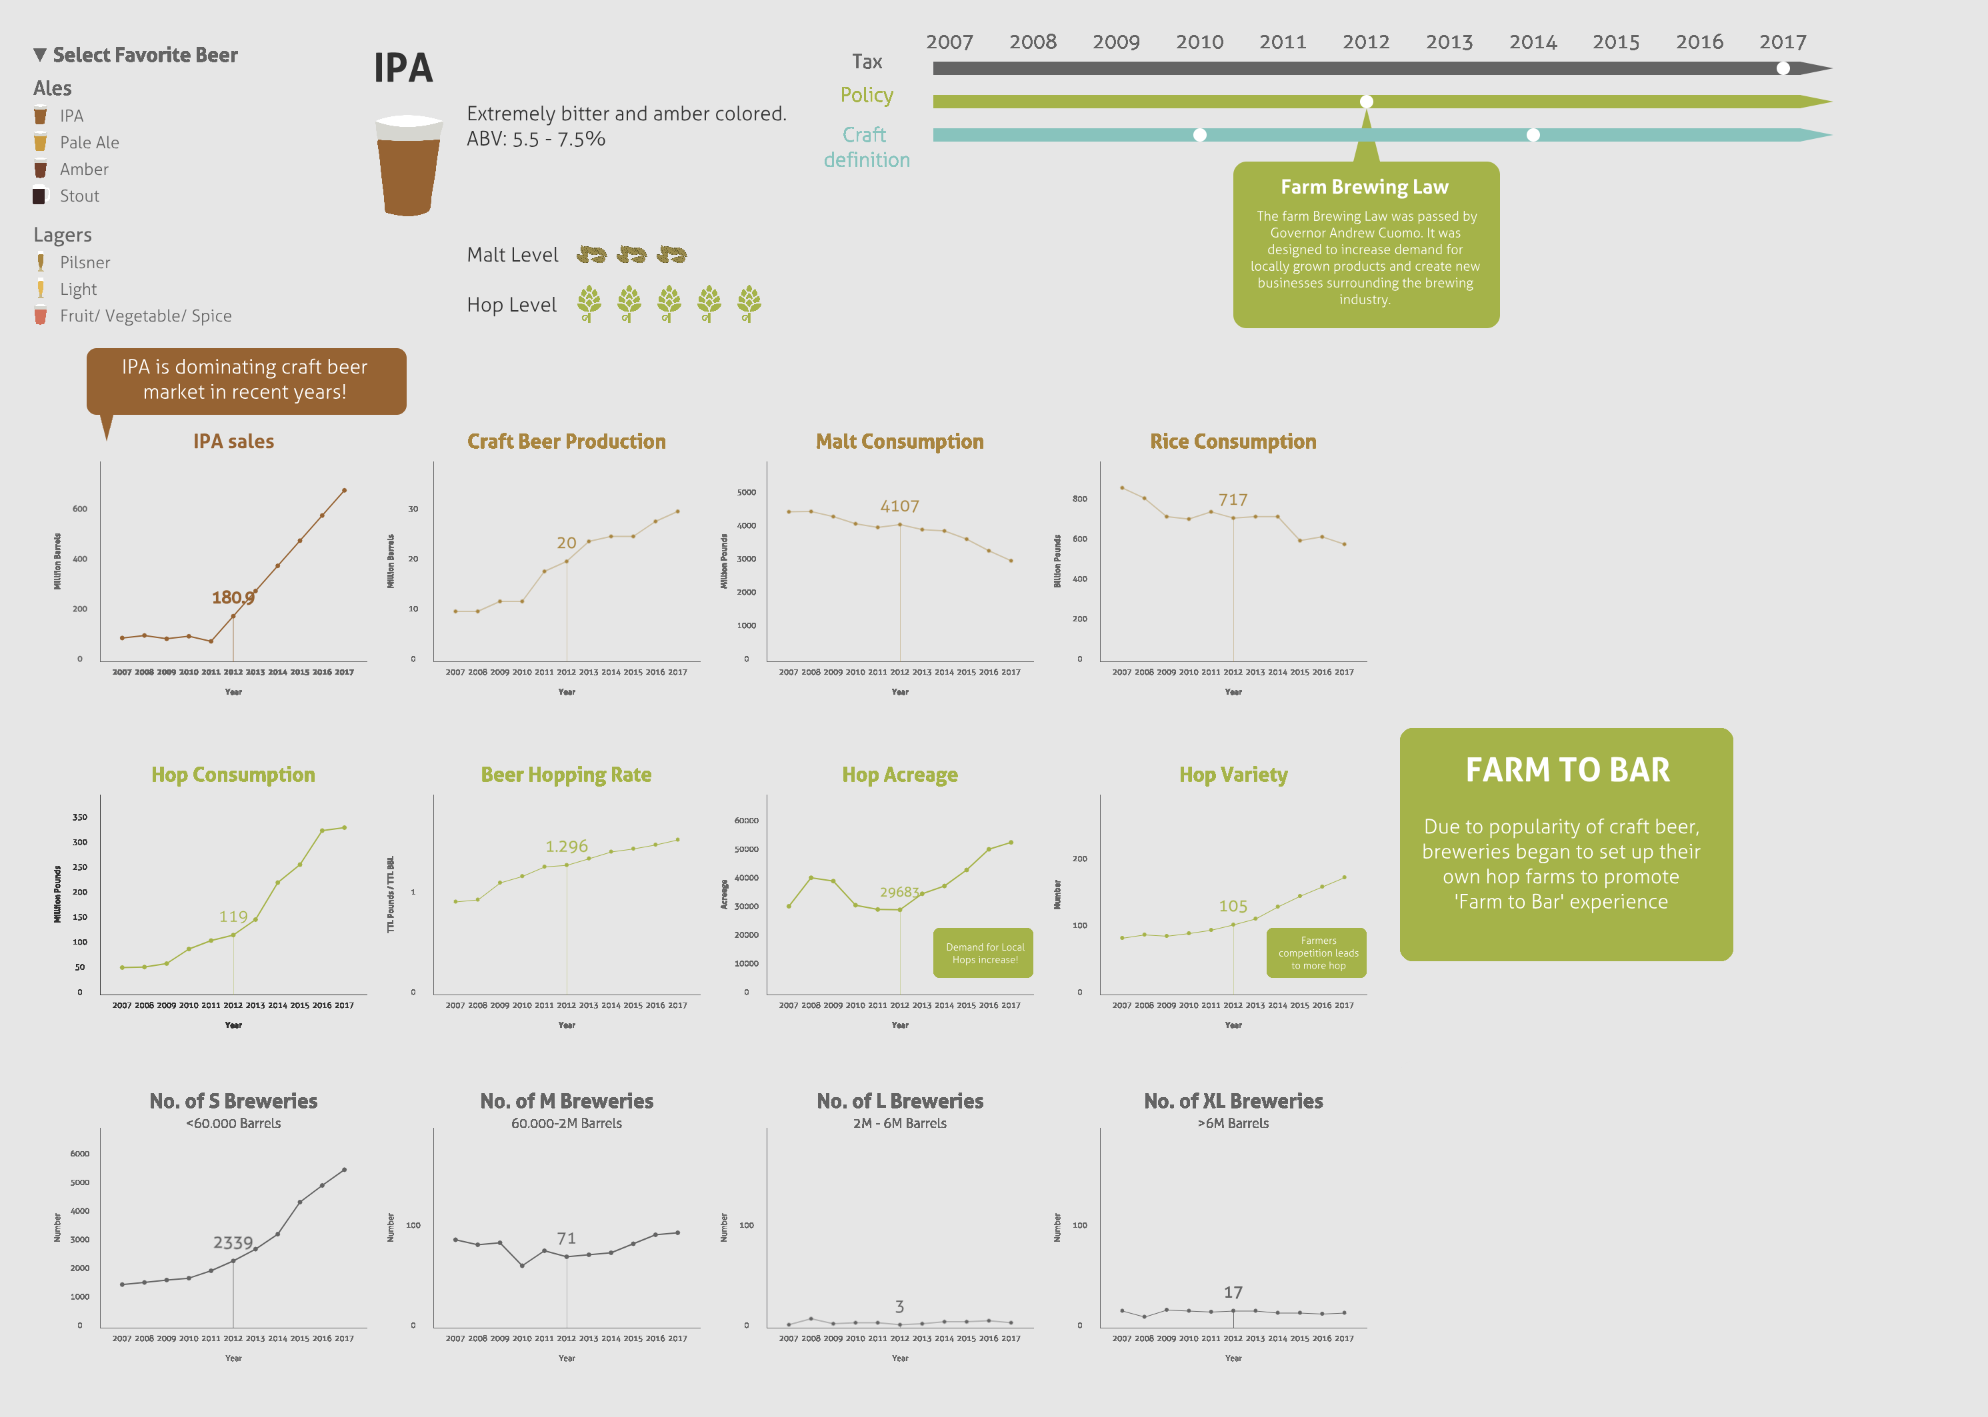 ▼ Select Favorite Beer
Ales
IPA
Pale Ale
Amber
Stout
Lagers
Pilsner
Light
Fruit/ Vegetable/ Spice
IPA
Extremely bitter and amber colored.
ABV: 5.5 - 7.5%
Malt Level
Hop Level
2007 2008 2009 2010 2011 2012 2013 2014 2015 2016 2017
Tax
Policy
Craft
definition
Farm Brewing Law
The farm Brewing Law was passed by
Governor Andrew Cuomo. It was
designed to increase demand for
locally grown products and create new
businesses surrounding the brewing
industry.
IPA is dominating craft beer
market in recent years!
IPA sales
600
400
200
0
Million Barrels
180.9
2007 2008 2009 2010 2011 2012 2013 2014 2015 2016 2017
Year
Craft Beer Production
30
20
10
0
Million Barrels
20
2007 2008 2009 2010 2011 2012 2013 2014 2015 2016 2017
Year
Malt Consumption
5000
4000
3000
2000
1000
0
Million Pounds
4107
2007 2008 2009 2010 2011 2012 2013 2014 2015 2016 2017
Year
Rice Consumption
800
600
400
200
0
Billion Pounds
717
2007 2008 2009 2010 2011 2012 2013 2014 2015 2016 2017
Year
Hop Consumption
350
300
250
200
150
100
50
0
Million Pounds
119
2007 2008 2009 2010 2011 2012 2013 2014 2015 2016 2017
Year
Beer Hopping Rate
1
0
TTL Pounds / TTL BBL
1.296
2007 2008 2009 2010 2011 2012 2013 2014 2015 2016 2017
Year
Hop Acreage
60000
50000
40000
30000
20000
10000
0
Acreage
29683
Demand for Local
Hops increase!
2007 2008 2009 2010 2011 2012 2013 2014 2015 2016 2017
Year
Hop Variety
200
100
0
Number
105
Farmers
competition leads
to more hop
2007 2008 2009 2010 2011 2012 2013 2014 2015 2016 2017
Year
FARM TO BAR
Due to popularity of craft beer,
breweries began to set up their
own hop farms to promote
'Farm to Bar' experience
No. of S Breweries
<60.000 Barrels
6000
5000
4000
3000
2000
1000
0
Number
2339
2007 2008 2009 2010 2011 2012 2013 2014 2015 2016 2017
Year
No. of M Breweries
60.000-2M Barrels
100
0
Number
71
2007 2008 2009 2010 2011 2012 2013 2014 2015 2016 2017
Year
No. of L Breweries
2M - 6M Barrels
100
0
Number
3
2007 2008 2009 2010 2011 2012 2013 2014 2015 2016 2017
Year
No. of XL Breweries
>6M Barrels
100
0
Number
17
2007 2008 2009 2010 2011 2012 2013 2014 2015 2016 2017
Year